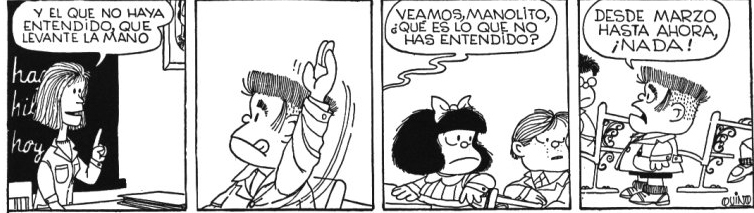 Y EL QUE NO HAYA
ENTENDIDO, QUE
LEVANTE LA MANO
ha
hil
hoy
VEAMOS, MANOLITO,
¿QUÉ ES LO QUE NO
HAS ENTENDIDO?
DESDE MARZO
HASTA AHORA,
¡NADA!
QUINO